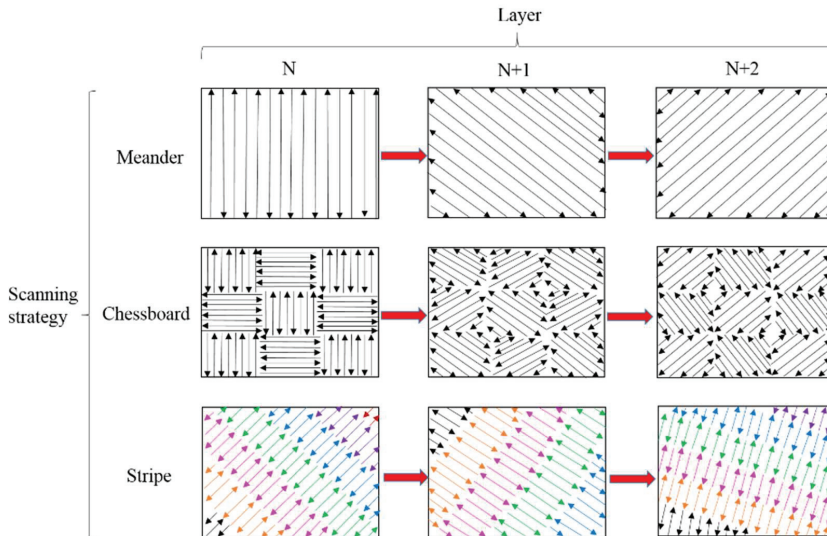 Layer
N
N+1
N+2
Meander
Scanning
strategy
Chessboard
Stripe